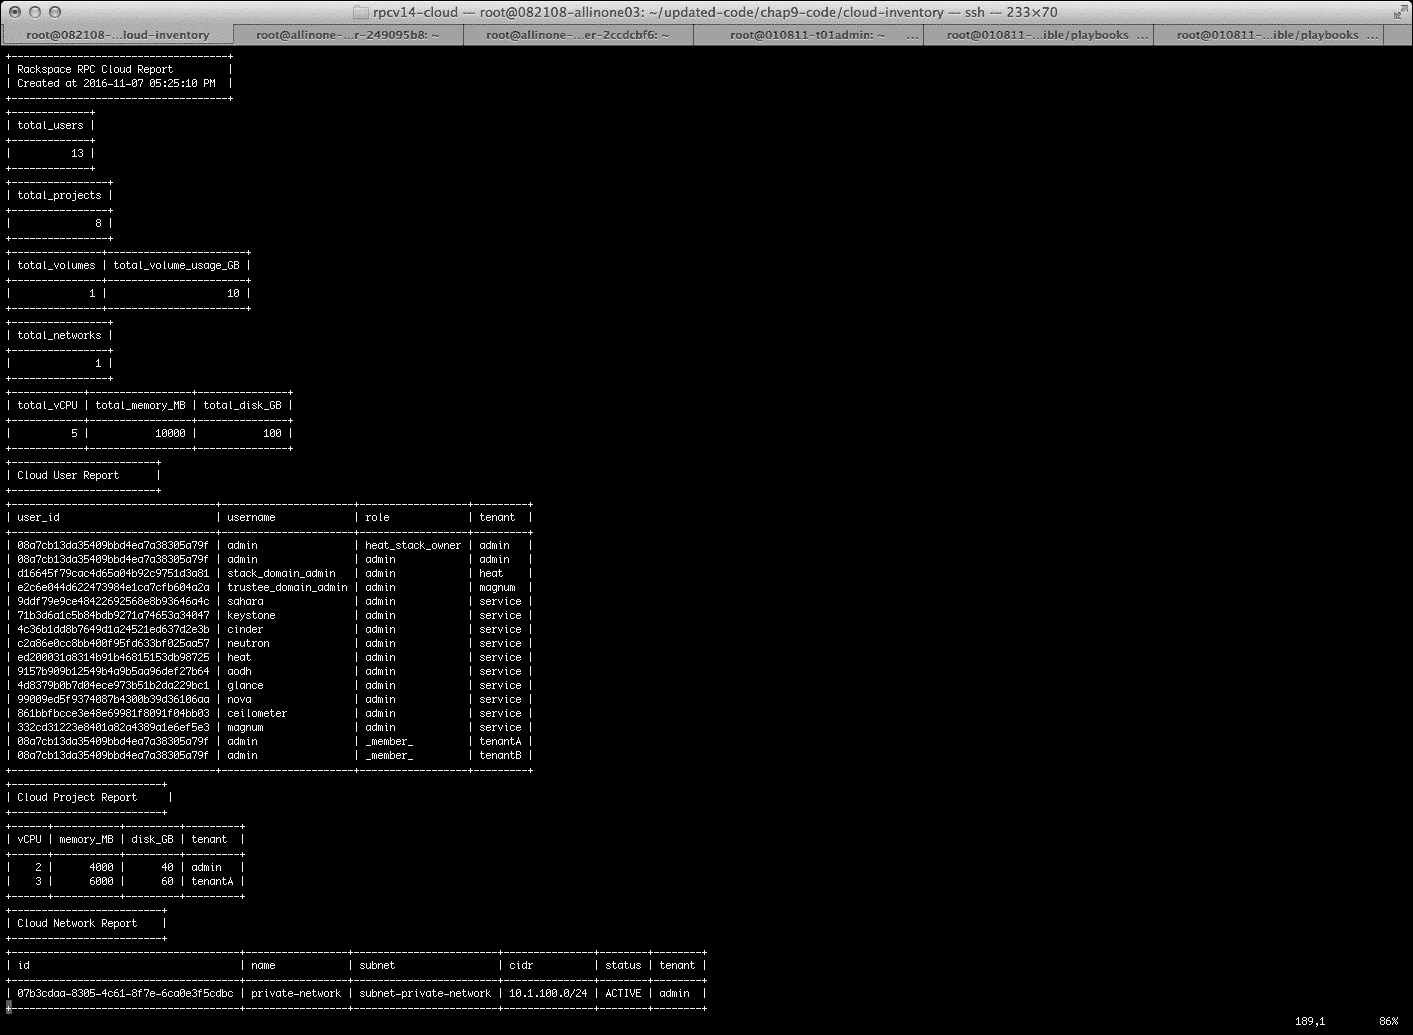 rpcv14-cloud — root@082108-allinone03: ~/updated-code/chap9-code/cloud-inventory — ssh — 233×70
root@082108-...loud-inventory root@allinone-...r-249095b8: ~ root@allinone-...er-2ccdcbf6: ~ root@010811-t01admin: ~ ... root@010811-...ible/playbooks ... root@010811-...ible/playbooks ...
+------------------------------------+
| Rackspace RPC Cloud Report |
| Created at 2016-11-07 05:25:10 PM |
+------------------------------------+
+-------------+
| total_users |
+-------------+
| 13 |
+-------------+
+----------------+
| total_projects |
+----------------+
| 8 |
+----------------+
+---------------+-----------------------+
| total_volumes | total_volume_usage_GB |
+---------------+-----------------------+
| 1 | 10 |
+---------------+-----------------------+
+----------------+
| total_networks |
+----------------+
| 1 |
+----------------+
+------------+-----------------+---------------+
| total_vCPU | total_memory_MB | total_disk_GB |
+------------+-----------------+---------------+
| 5 | 10000 | 100 |
+------------+-----------------+---------------+
+------------------------+
| Cloud User Report |
+------------------------+
+----------------------------------+----------------------+------------------+---------+
| user_id | username | role | tenant |
+----------------------------------+----------------------+------------------+---------+
| 08a7cb13da35409bbd4ea7a38305a79f | admin | heat_stack_owner | admin |
| 08a7cb13da35409bbd4ea7a38305a79f | admin | admin | admin |
| d16645f79cac4d65a04b92c9751d3a81 | stack_domain_admin | admin | heat |
| e2c6e044d622473984e1ca7cfb604a2a | trustee_domain_admin | admin | magnum |
| 9ddf79e9ce48422692568e8b93646a4c | sahara | admin | service |
| 71b3d6a1c5b84bdb9271a74653a34047 | keystone | admin | service |
| 4c36b1dd8b7649d1a24521ed637d2e3b | cinder | admin | service |
| c2a86e0cc8bb400f95fd633bf025aa57 | neutron | admin | service |
| ed200031a8314b91b46815153db98725 | heat | admin | service |
| 9157b909b12549b4a9b5aa96def27b64 | aodh | admin | service |
| 4d8379b0b7d04ece973b51b2da229bc1 | glance | admin | service |
| 99009ed5f9374087b4300b39d36106aa | nova | admin | service |
| 861bbfbcce3e48e69981f8091f04bb03 | ceilometer | admin | service |
| 332cd31223e8401a82a4389a1e6ef5e3 | magnum | admin | service |
| 08a7cb13da35409bbd4ea7a38305a79f | admin | _member_ | tenantA |
| 08a7cb13da35409bbd4ea7a38305a79f | admin | _member_ | tenantB |
+----------------------------------+----------------------+------------------+---------+
+-------------------------+
| Cloud Project Report |
+-------------------------+
+------+-----------+---------+---------+
| vCPU | memory_MB | disk_GB | tenant |
+------+-----------+---------+---------+
| 2 | 4000 | 40 | admin |
| 3 | 6000 | 60 | tenantA |
+------+-----------+---------+---------+
+-------------------------+
| Cloud Network Report |
+-------------------------+
+--------------------------------------+-----------------+------------------------+---------------+--------+--------+
| id | name | subnet | cidr | status | tenant |
+--------------------------------------+-----------------+------------------------+---------------+--------+--------+
| 07b3cdaa-8305-4c61-8f7e-6ca0e3f5cdbc | private-network | subnet-private-network | 10.1.100.0/24 | ACTIVE | admin |
+--------------------------------------+-----------------+------------------------+---------------+--------+--------+
189,1 86%